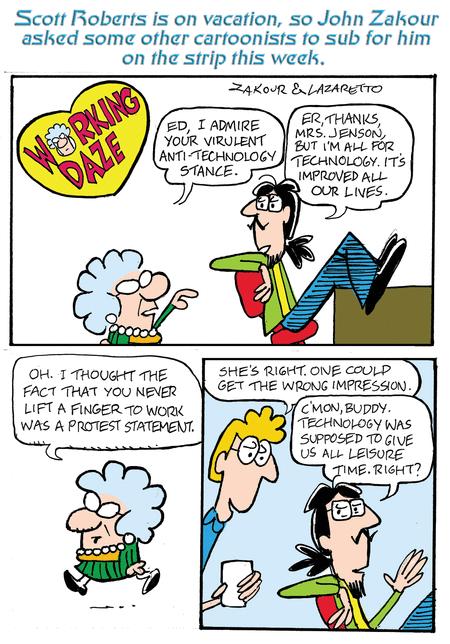 Scott Roberts is on vacation, so John Zakour
asked some other cartoonists to sub for him
on the strip this week.
ZAKOUR & LAZARETTO
WORKING
DAZE
ED, I ADMIRE
YOUR VIRULENT
ANTI-TECHNOLOGY
STANCE.
ER, THANKS,
MRS. JENSON,
BUT I'M ALL FOR
TECHNOLOGY. IT'S
IMPROVED ALL
OUR LIVES.
OH. I THOUGHT THE
FACT THAT YOU NEVER
LIFT A FINGER TO WORK
WAS A PROTEST STATEMENT.
SHE'S RIGHT. ONE COULD
GET THE WRONG IMPRESSION.
C'MON, BUDDY.
TECHNOLOGY WAS
SUPPOSED TO GIVE
US ALL LEISURE
TIME. RIGHT?